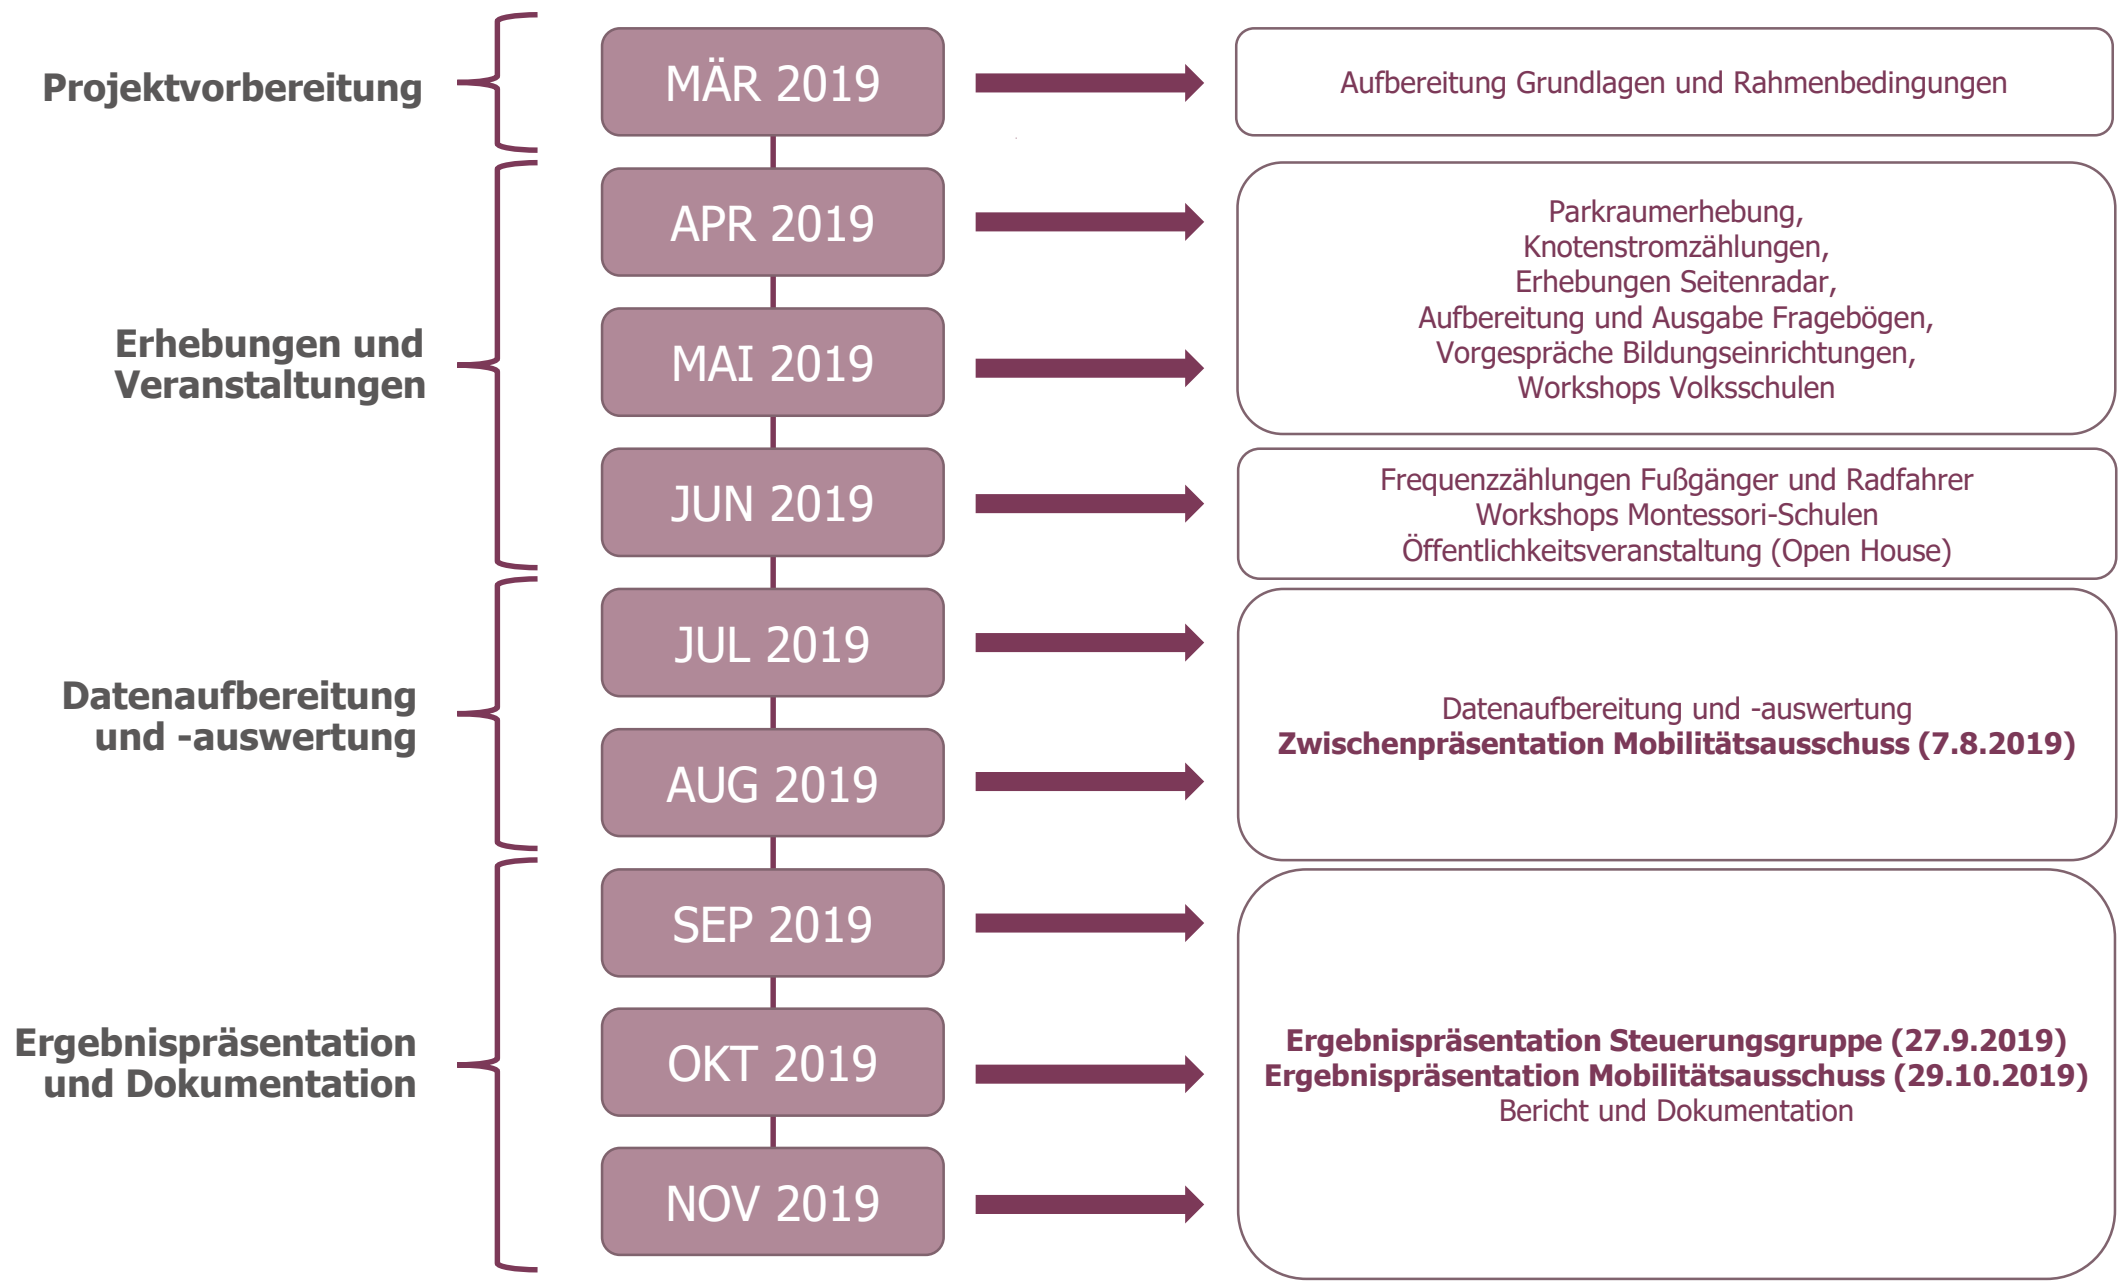 Projektvorbereitung
MÄR 2019
Aufbereitung Grundlagen und Rahmenbedingungen
Erhebungen und
Veranstaltungen
APR 2019
MAI 2019
Parkraumerhebung,
Knotenstromzählungen,
Erhebungen Seitenradar,
Aufbereitung und Ausgabe Fragebögen,
Vorgespräche Bildungseinrichtungen,
Workshops Volksschulen
JUN 2019
Frequenzzählungen Fußgänger und Radfahrer
Workshops Montessori-Schulen
Öffentlichkeitsveranstaltung (Open House)
Datenaufbereitung
und -auswertung
JUL 2019
AUG 2019
Datenaufbereitung und -auswertung
Zwischenpräsentation Mobilitätsausschuss (7.8.2019)
Ergebnispräsentation
und Dokumentation
SEP 2019
OKT 2019
NOV 2019
Ergebnispräsentation Steuerungsgruppe (27.9.2019)
Ergebnispräsentation Mobilitätsausschuss (29.10.2019)
Bericht und Dokumentation